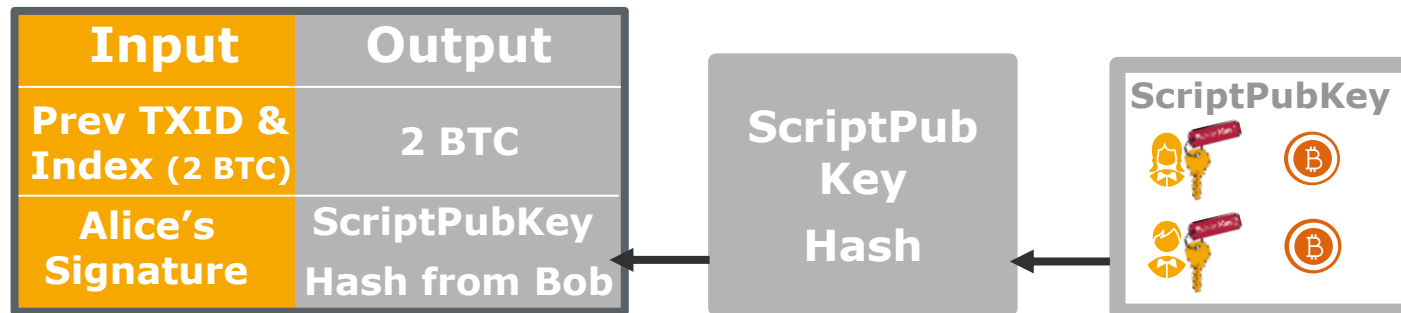 Input
Output
Prev TXID &
Index (2 BTC)
2 BTC
Alice’s
Signature
ScriptPubKey
Hash from Bob
ScriptPub
Key
Hash
ScriptPubKey